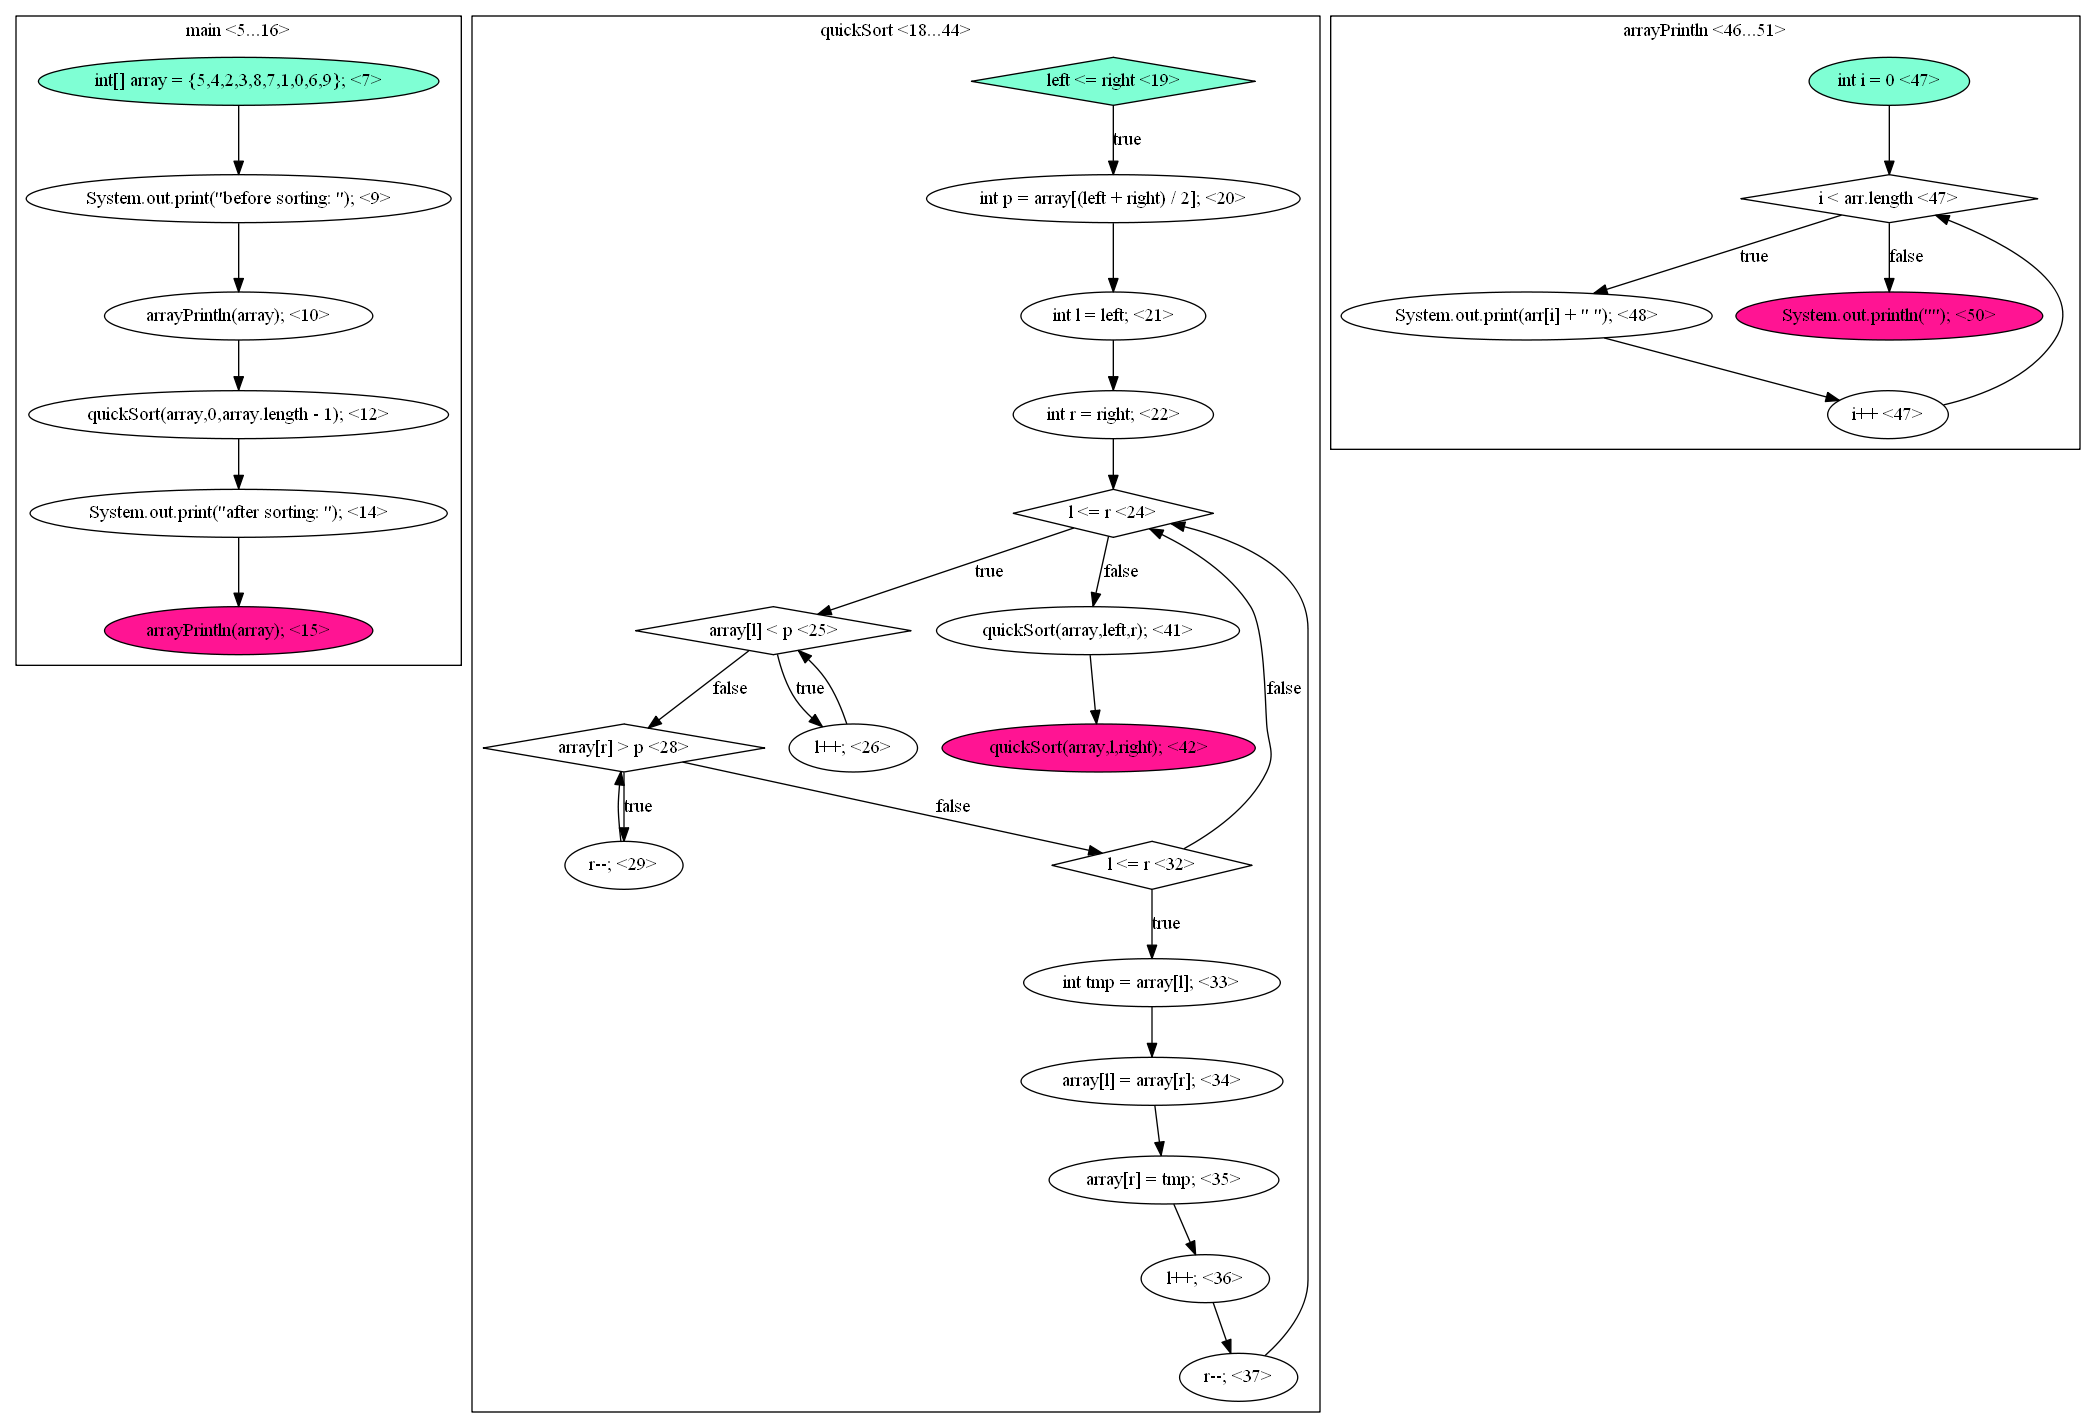 main <5...16>
int[] array = {5,4,2,3,8,7,1,0,6,9}; <7>
System.out.print("before sorting: "); <9>
arrayPrintln(array); <10>
quickSort(array,0,array.length - 1); <12>
System.out.print("after sorting: "); <14>
arrayPrintln(array); <15>
quickSort <18...44>
left <= right <19>
true
int p = array[(left + right) / 2]; <20>
int l = left; <21>
int r = right; <22>
l <= r <24>
true
false
array[l] < p <25>
quickSort(array,left,r); <41>
false
true
false
array[r] > p <28>
l++; <26>
quickSort(array,l,right); <42>
true
false
r--; <29>
l <= r <32>
true
int tmp = array[l]; <33>
array[l] = array[r]; <34>
array[r] = tmp; <35>
l++; <36>
r--; <37>
arrayPrintln <46...51>
int i = 0 <47>
i < arr.length <47>
true
false
System.out.print(arr[i] + " "); <48>
System.out.println(""); <50>
i++ <47>